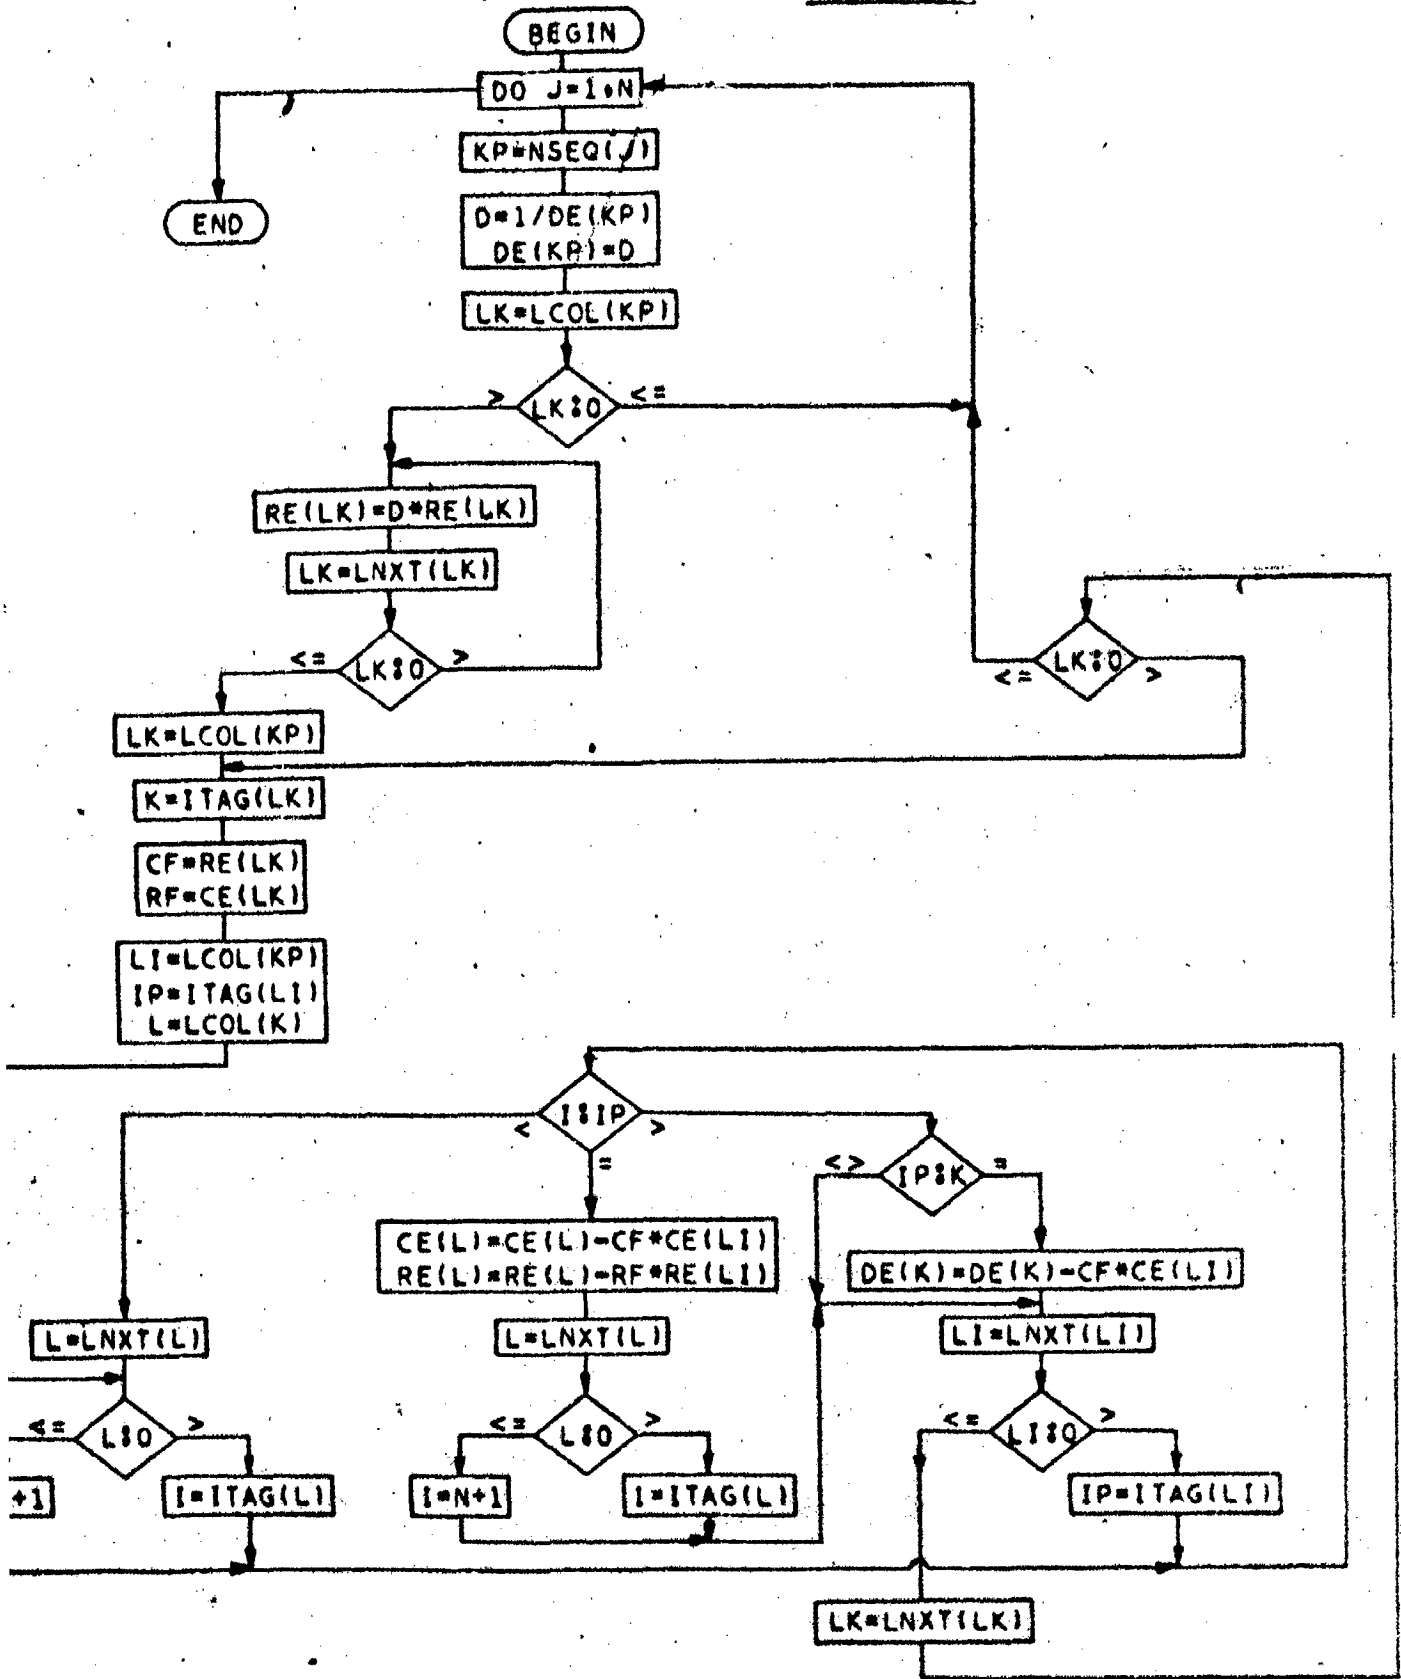 BEGIN
DO J=1,N
KP=NSEQ(J)
END
D=1/DE(KP)
DE(KP)=D
LK=LCOL(KP)
> LK:0 <=
RE(LK)=D*RE(LK)
LK=LNXT(LK)
<= LK:0 >
<= LK:0 >
LK=LCOL(KP)
K=ITAG(LK)
CF=RE(LK)
RF=CE(LK)
LI=LCOL(KP)
IP=ITAG(LI)
L=LCOL(K)
< I:IP >
=
<> IP:K =
CE(L)=CE(L)-CF*CE(LI)
RE(L)=RE(L)-RF*RE(LI)
DE(K)=DE(K)-CF*CE(LI)
L=LNXT(L)
L=LNXT(L)
LI=LNXT(LI)
<= L:0 >
<= L:0 >
<= LI:0 >
+1
I=ITAG(L)
I=N+1
I=ITAG(L)
IP=ITAG(LI)
LK=LNXT(LK)